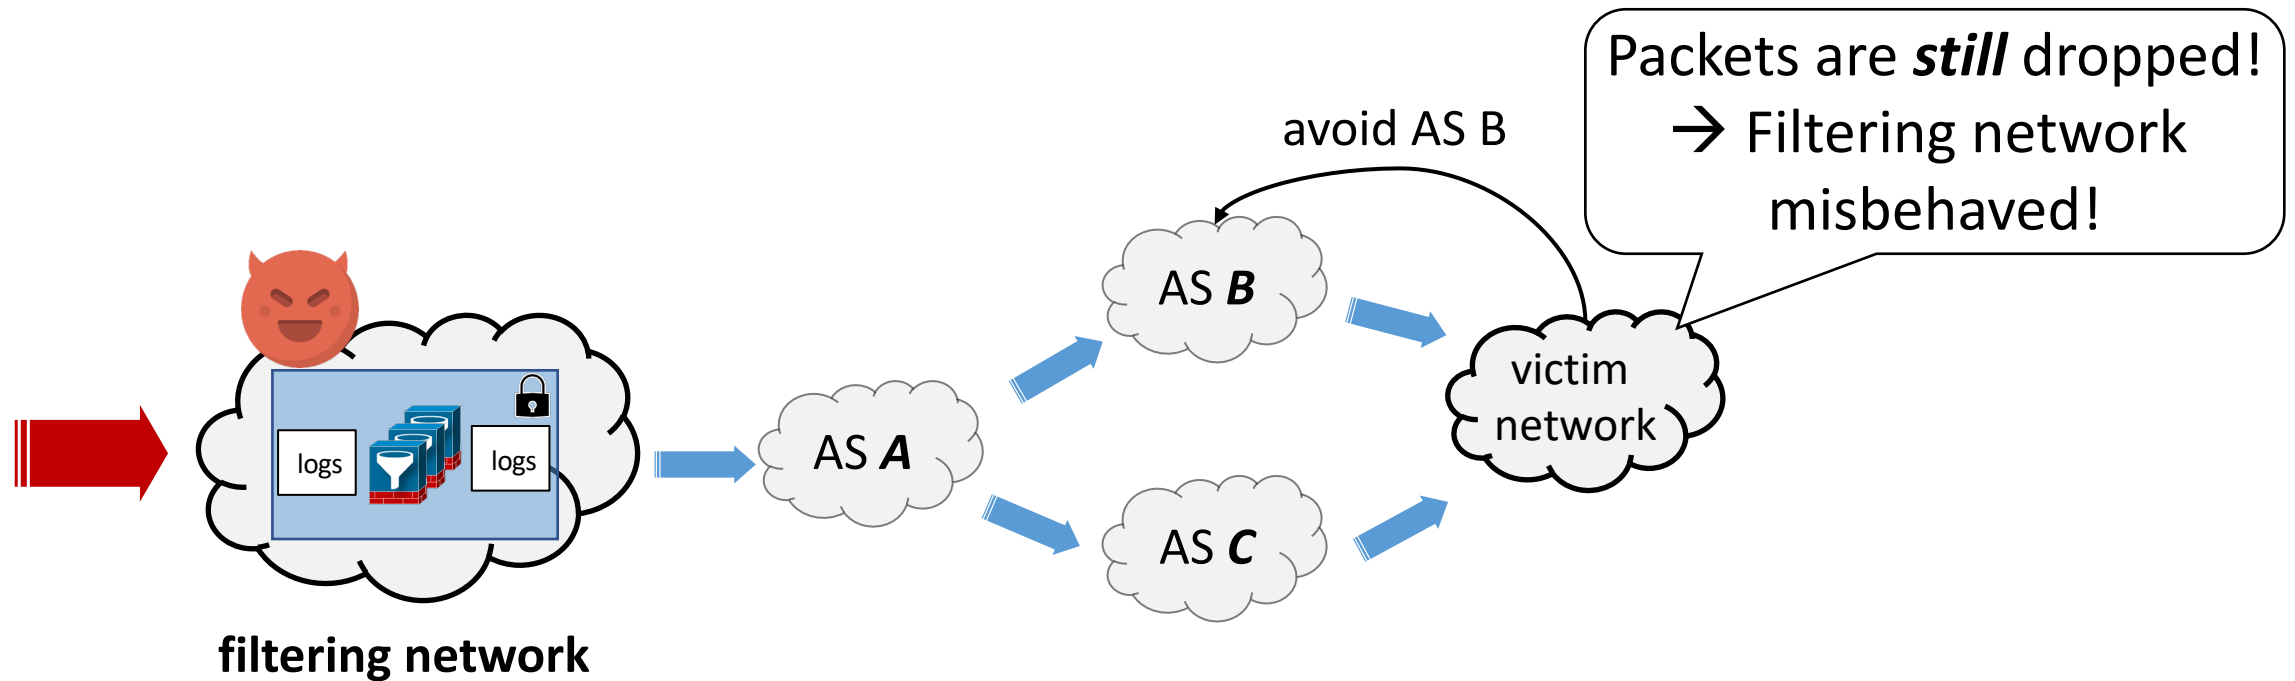 Packets are still dropped!
→ Filtering network
misbehaved!
avoid AS B
AS B
victim
network
AS A
logs
logs
AS C
filtering network